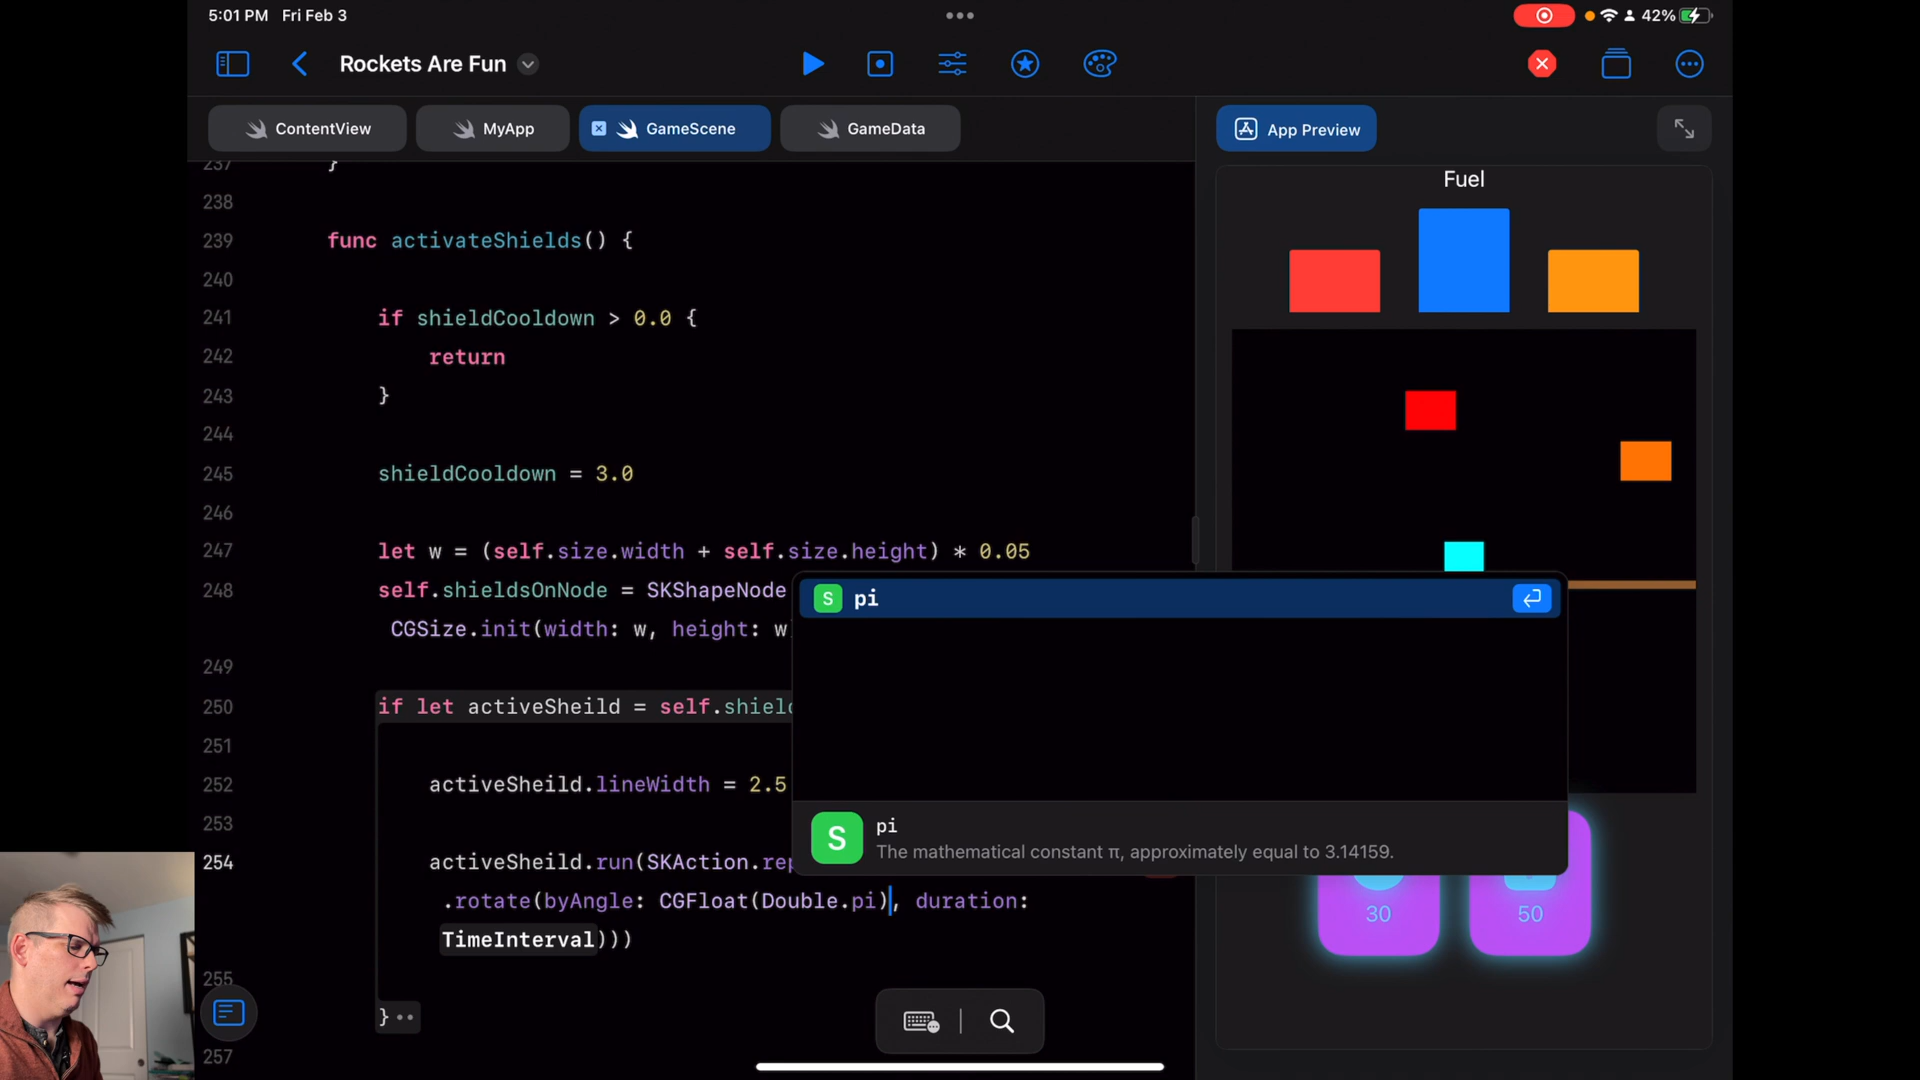 5:01 PM Fri Feb 3
42%
Rockets Are Fun
ContentView
MyApp
GameScene
GameData
App Preview
237 }
238
239 func activateShields() {
240
241 if shieldCooldown > 0.0 {
242 return
243 }
244
245 shieldCooldown = 3.0
246
247 let w = (self.size.width + self.size.height) * 0.05
248 self.shieldsOnNode = SKShapeNode
CGSize.init(width: w, height: w
249
250 if let activeSheild = self.shield
251
252 activeSheild.lineWidth = 2.5
253
254 activeSheild.run(SKAction.rep
.rotate(byAngle: CGFloat(Double.pi), duration:
TimeInterval)))
255
}
257
S pi
S
pi
The mathematical constant π, approximately equal to 3.14159.
Fuel
30
50